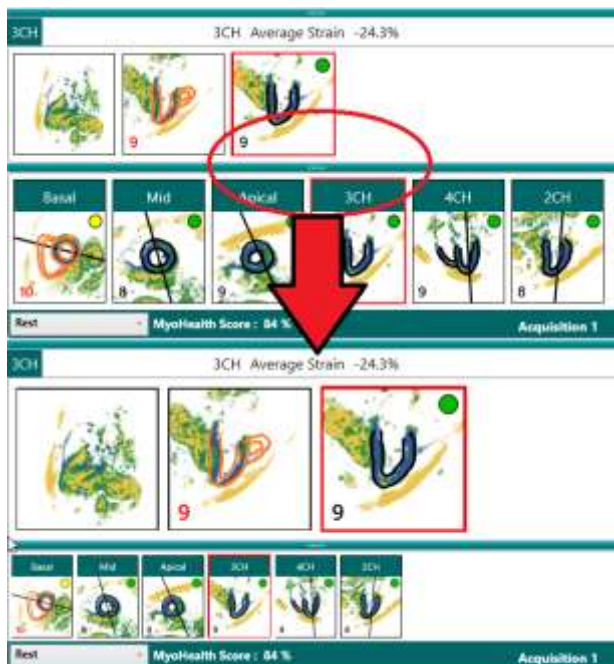 3CH
3CH Average Strain -24.3%
9
9
Basal Mid Apical 3CH 4CH 2CH
10 8 9 9 8
Rest MyoHealth Score : 84 % Acquisition 1
3CH
3CH Average Strain -24.3%
9
9
Basal Mid Apical 3CH 4CH 2CH
10 9
Rest MyoHealth Score : 84 % Acquisition 1